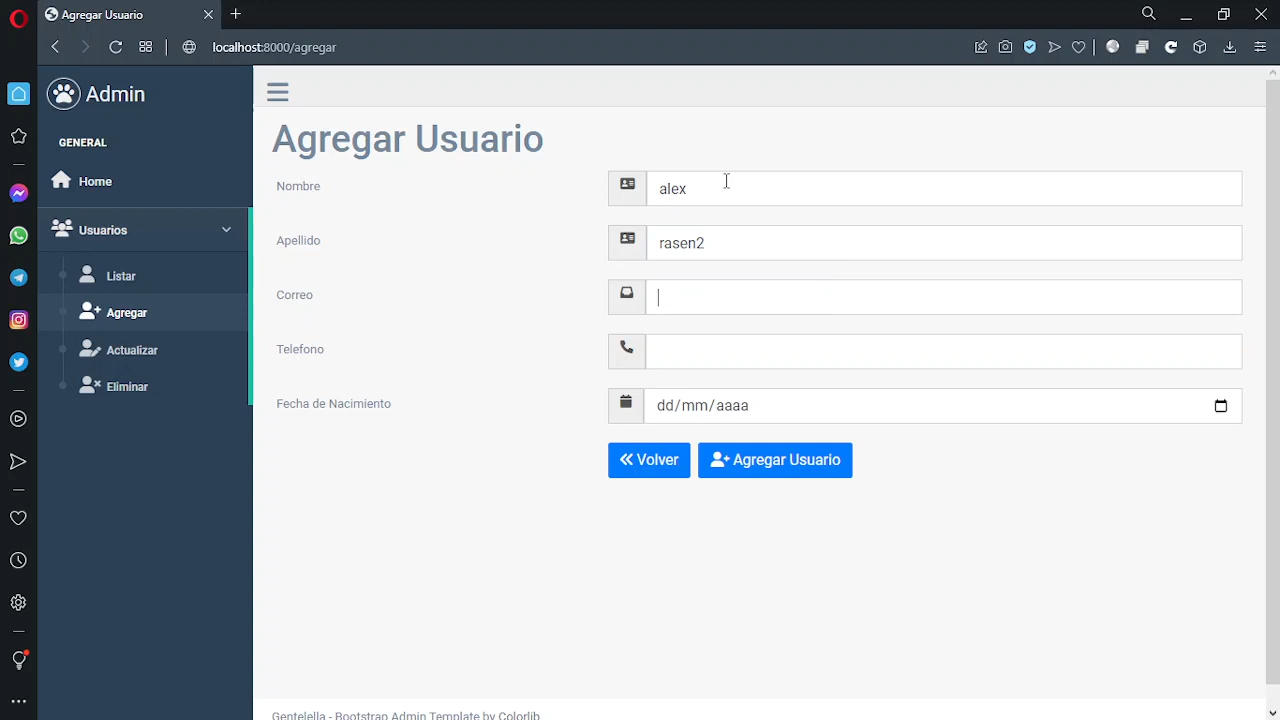 Agregar Usuario
localhost:8000/agregar
Admin
GENERAL
Home
Usuarios
Listar
Agregar
Actualizar
Eliminar
Agregar Usuario
Nombre
alex
Apellido
rasen2
Correo
Telefono
Fecha de Nacimiento
dd/mm/aaaa
Volver
Agregar Usuario
Gentelella - Bootstrap Admin Template by Colorlib